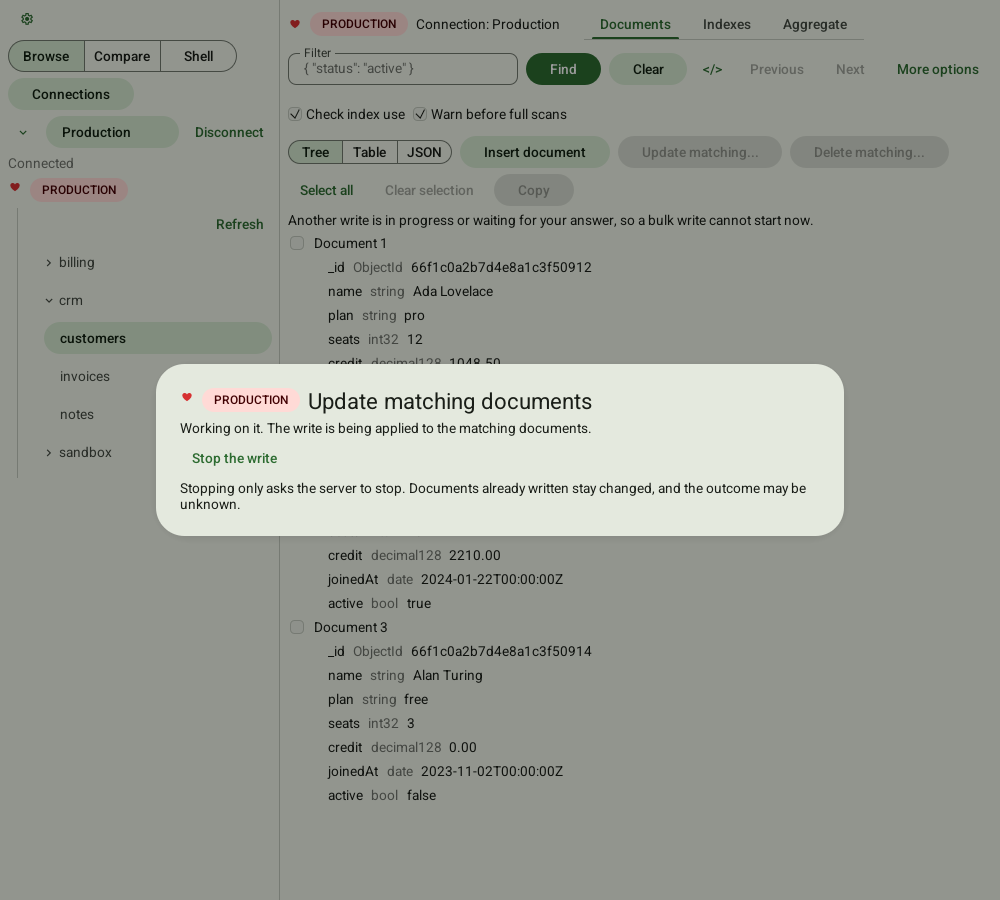 PRODUCTION Connection: Production Documents Indexes Aggregate
Browse Compare Shell
Filter
{ "status": "active" } Find Clear </> Previous Next More options
Connections
Check index use Warn before full scans
Production Disconnect
Tree Table JSON Insert document Update matching... Delete matching...
Connected
PRODUCTION
Select all Clear selection Copy
Refresh
Another write is in progress or waiting for your answer, so a bulk write cannot start now.
billing
crm
customers
invoices
notes
sandbox
Document 1
_id ObjectId 66f1c0a2b7d4e8a1c3f50912
name string Ada Lovelace
plan string pro
seats int32 12
credit decimal128 1048.50
PRODUCTION Update matching documents
Working on it. The write is being applied to the matching documents.
Stop the write
Stopping only asks the server to stop. Documents already written stay changed, and the outcome may be
unknown.
credit decimal128 2210.00
joinedAt date 2024-01-22T00:00:00Z
active bool true
Document 3
_id ObjectId 66f1c0a2b7d4e8a1c3f50914
name string Alan Turing
plan string free
seats int32 3
credit decimal128 0.00
joinedAt date 2023-11-02T00:00:00Z
active bool false